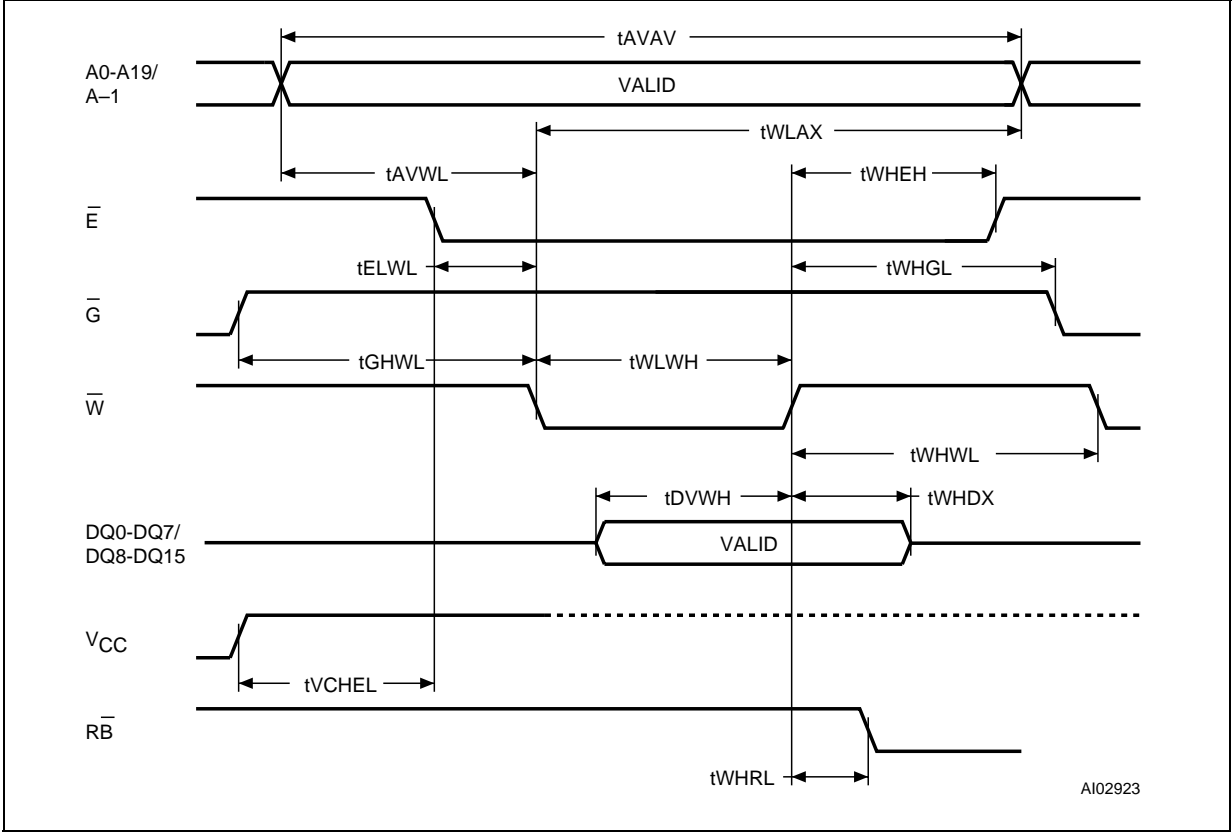 tAVAV
A0-A19/
A–1
VALID
tWLAX
tAVWL
tWHEH
E̅
tELWL
tWHGL
G̅
tGHWL
tWLWH
W̅
tWHWL
tDVWH
tWHDX
DQ0-DQ7/
DQ8-DQ15
VALID
VCC
tVCHEL
RB̅
tWHRL
AI02923